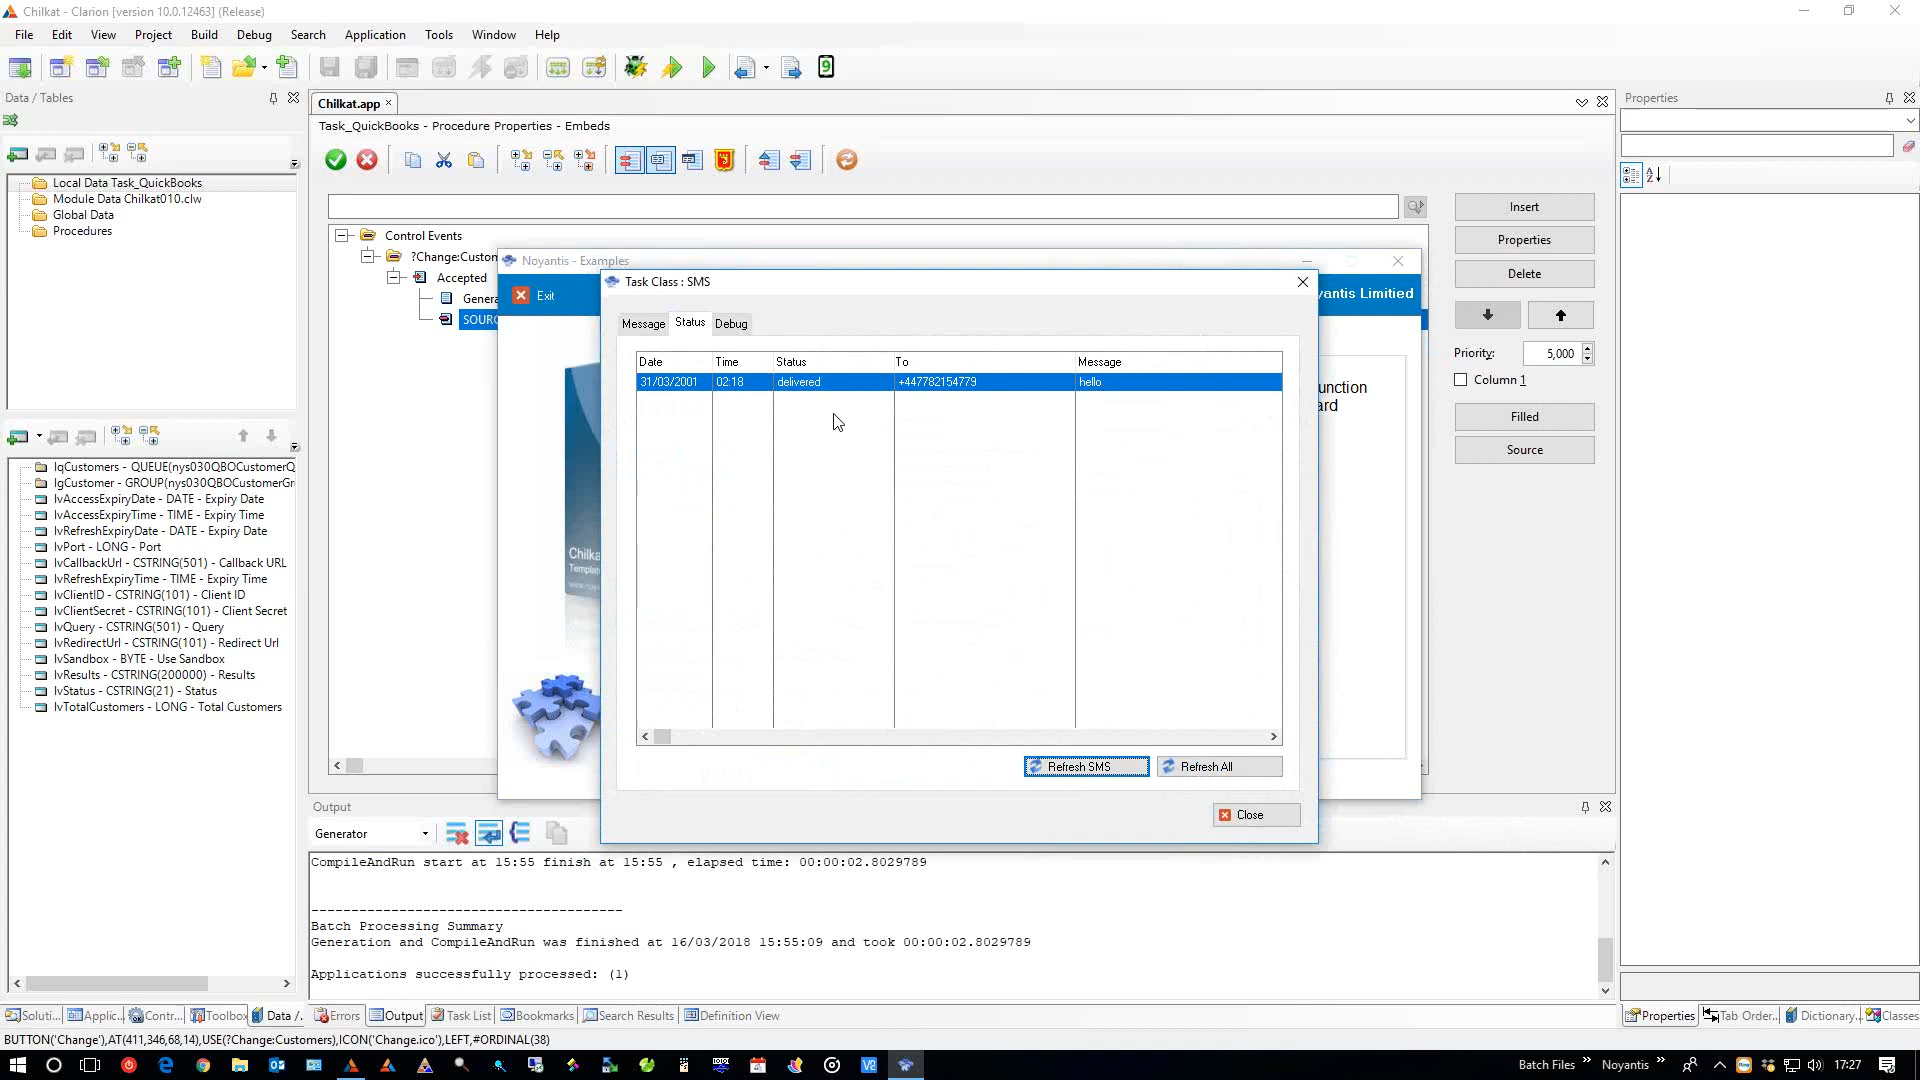 Chilkat - Clarion [version 10.0.12463] (Release)
File Edit View Project Build Debug Search Application Tools Window Help
Data / Tables
Chilkat.app
Properties
Task_QuickBooks - Procedure Properties - Embeds
Local Data Task_QuickBooks
Module Data Chilkat010.clw
Global Data
Procedures
Control Events
?Change:Custon
Accepted
Genera
SOURC
Insert
Properties
Delete
Priority: 5,000
Column 1
Filled
Source
Noyantis - Examples
Exit
yantis Limitied
unction
ard
Chilka
Templat
Task Class : SMS
Message Status Debug
Date Time Status To Message
31/03/2001 02:18 delivered +447782154779 hello
Refresh SMS Refresh All
Close
lqCustomers - QUEUE(nys030QBOCustomerQ
lgCustomer - GROUP(nys030QBOCustomerGr
lvAccessExpiryDate - DATE - Expiry Date
lvAccessExpiryTime - TIME - Expiry Time
lvRefreshExpiryDate - DATE - Expiry Date
lvPort - LONG - Port
lvCallbackUrl - CSTRING(501) - Callback URL
lvRefreshExpiryTime - TIME - Expiry Time
lvClientID - CSTRING(101) - Client ID
lvClientSecret - CSTRING(101) - Client Secret
lvQuery - CSTRING(501) - Query
lvRedirectUrl - CSTRING(101) - Redirect Url
lvSandbox - BYTE - Use Sandbox
lvResults - CSTRING(200000) - Results
lvStatus - CSTRING(21) - Status
lvTotalCustomers - LONG - Total Customers
Output
Generator
CompileAndRun start at 15:55 finish at 15:55 , elapsed time: 00:00:02.8029789
---------------------------------------
Batch Processing Summary
Generation and CompileAndRun was finished at 16/03/2018 15:55:09 and took 00:00:02.8029789
Applications successfully processed: (1)
Soluti... Applic... Contr... Toolbox Data /. Errors Output Task List Bookmarks Search Results Definition View Properties Tab Order... Dictionary... Classes
BUTTON('Change'),AT(411,346,68,14),USE(?Change:Customers),ICON('Change.ico'),LEFT,#ORDINAL(38)
Batch Files Noyantis 17:27